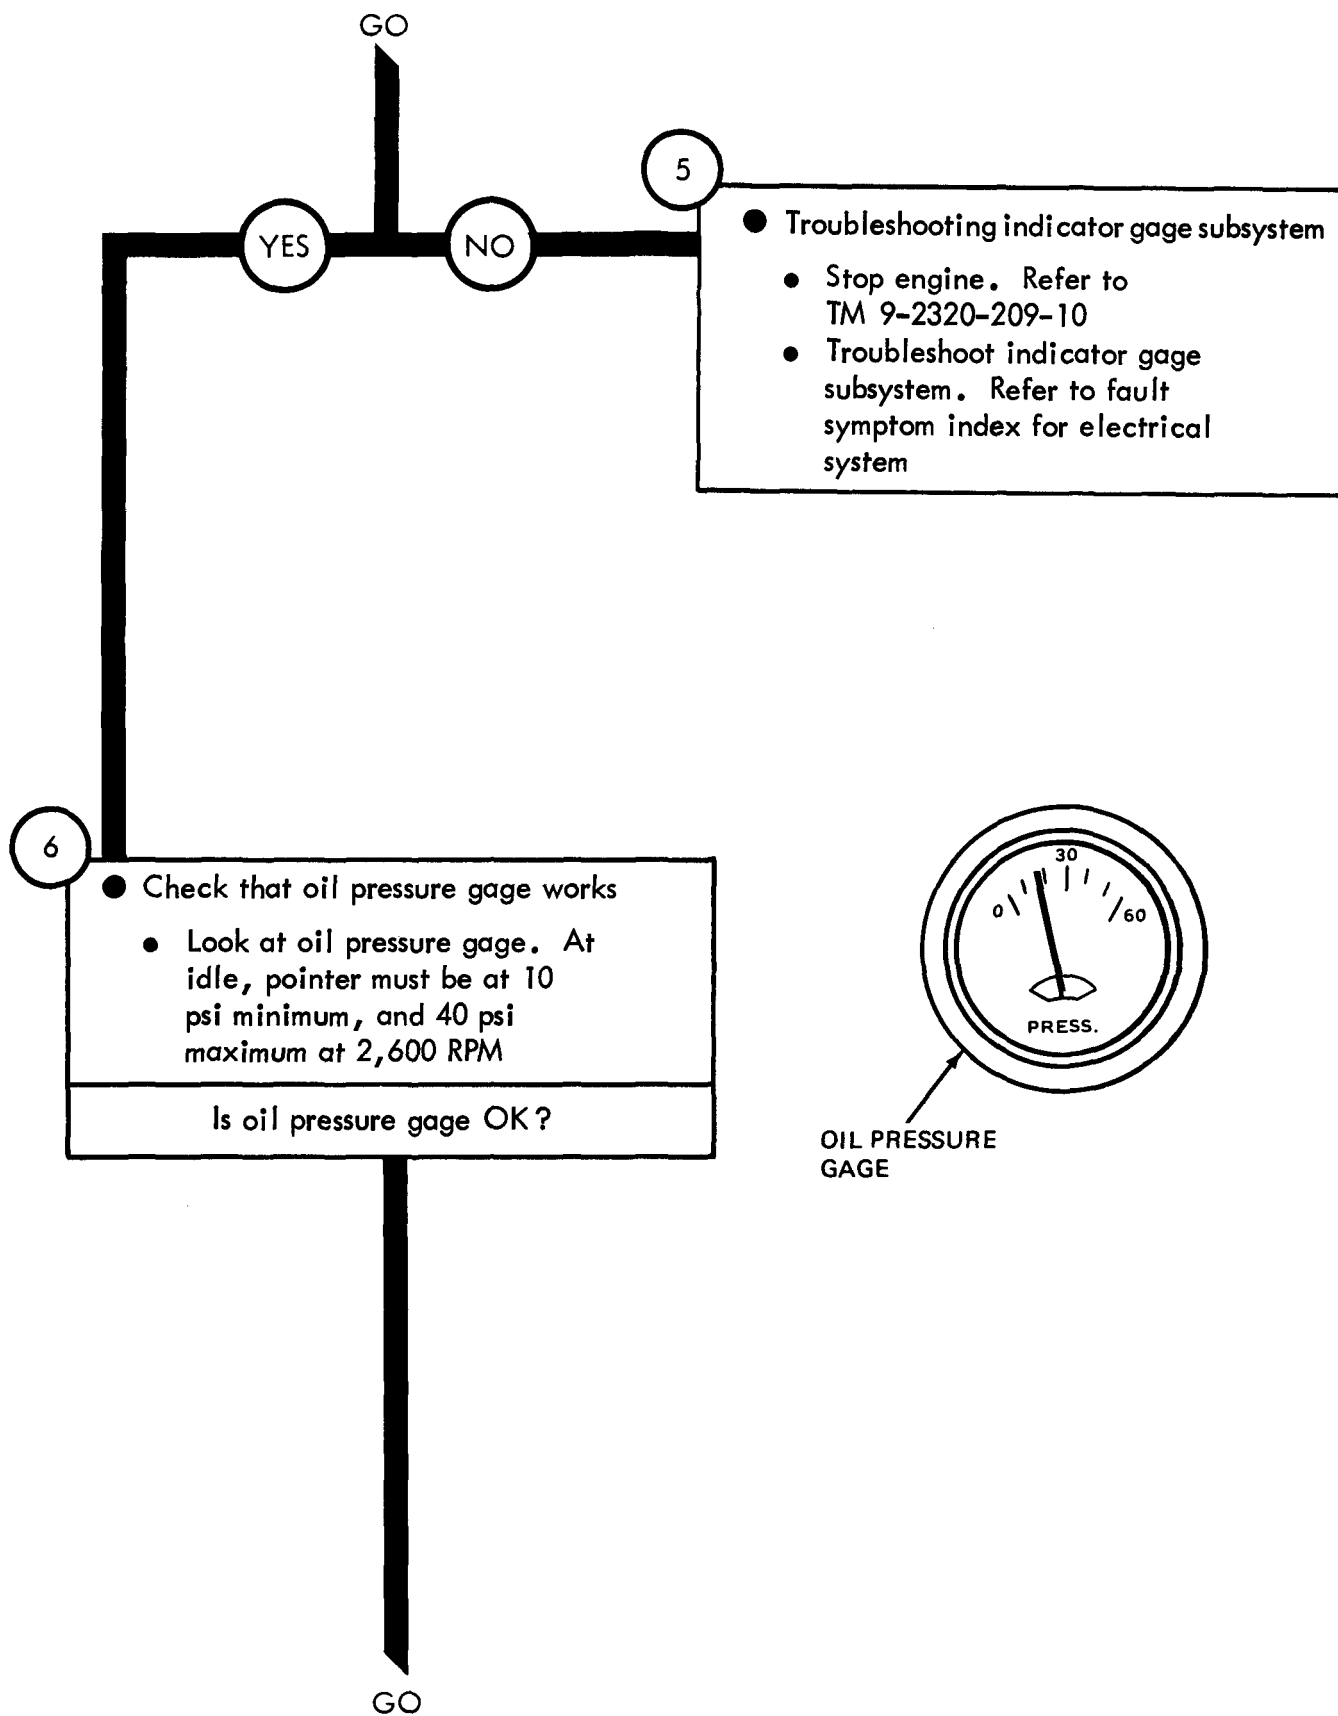 GO
YES
NO
5
● Troubleshooting indicator gage subsystem
● Stop engine. Refer to
TM 9-2320-209-10
● Troubleshoot indicator gage
subsystem. Refer to fault
symptom index for electrical
system
6
● Check that oil pressure gage works
● Look at oil pressure gage. At
idle, pointer must be at 10
psi minimum, and 40 psi
maximum at 2,600 RPM
Is oil pressure gage OK?
30
0
60
PRESS.
OIL PRESSURE
GAGE
GO